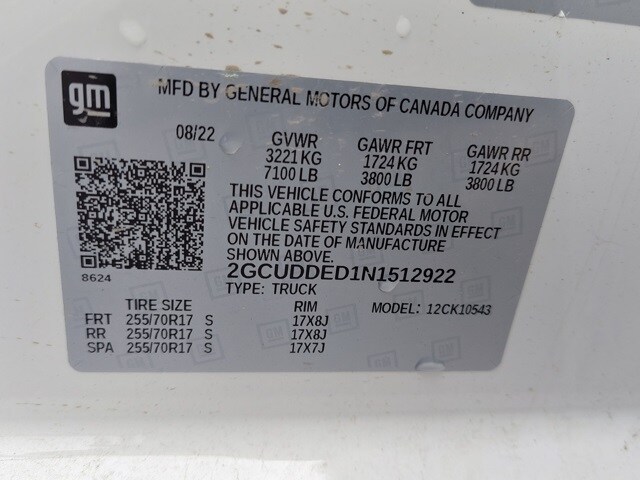 gm
MFD BY GENERAL MOTORS OF CANADA COMPANY
08/22 GVWR GAWR FRT GAWR RR
3221 KG 1724 KG 1724 KG
7100 LB 3800 LB 3800 LB
THIS VEHICLE CONFORMS TO ALL
APPLICABLE U.S. FEDERAL MOTOR
VEHICLE SAFETY STANDARDS IN EFFECT
ON THE DATE OF MANUFACTURE
SHOWN ABOVE.
8624 2GCUDDED1N1512922
TYPE: TRUCK
TIRE SIZE RIM MODEL: 12CK10543
FRT 255/70R17 S 17X8J
RR 255/70R17 S 17X8J
SPA 255/70R17 S 17X7J